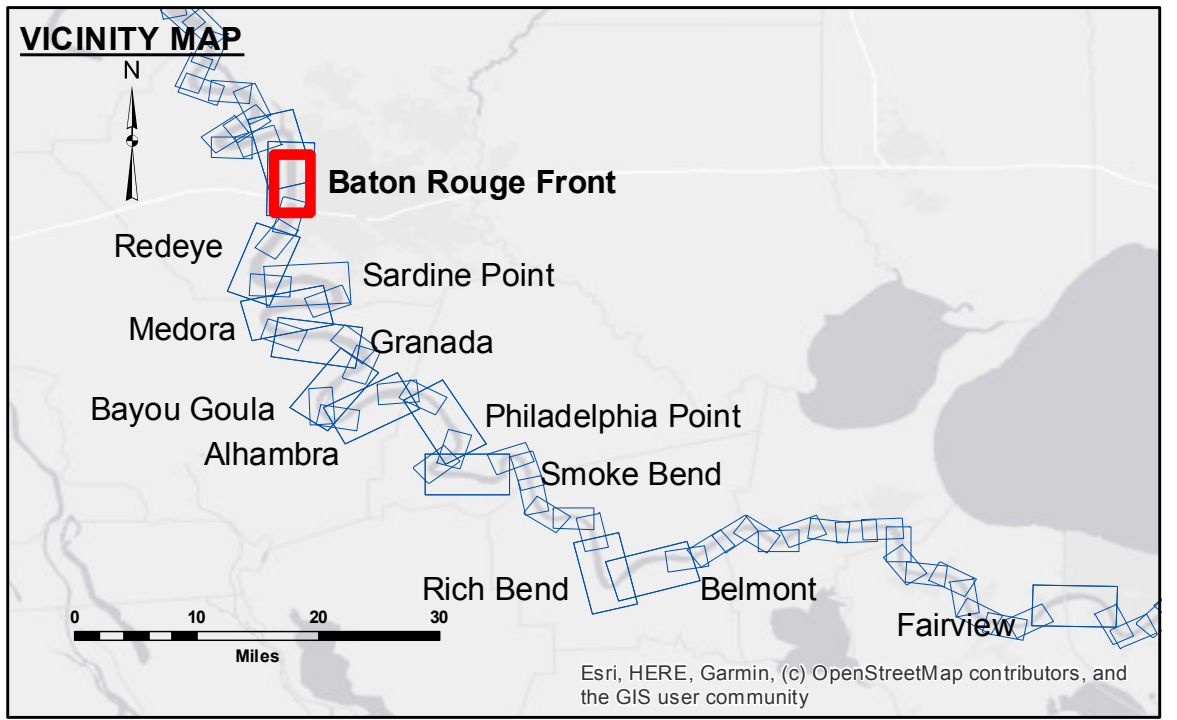 VICINITY MAP
N
Baton Rouge Front
Redeye
Sardine Point
Medora
Granada
Bayou Goula
Philadelphia Point
Alhambra
Smoke Bend
Rich Bend
Belmont
Fairview
0 10 20 30
Miles
Esri, HERE, Garmin, (c) OpenStreetMap contributors, and
the GIS user community